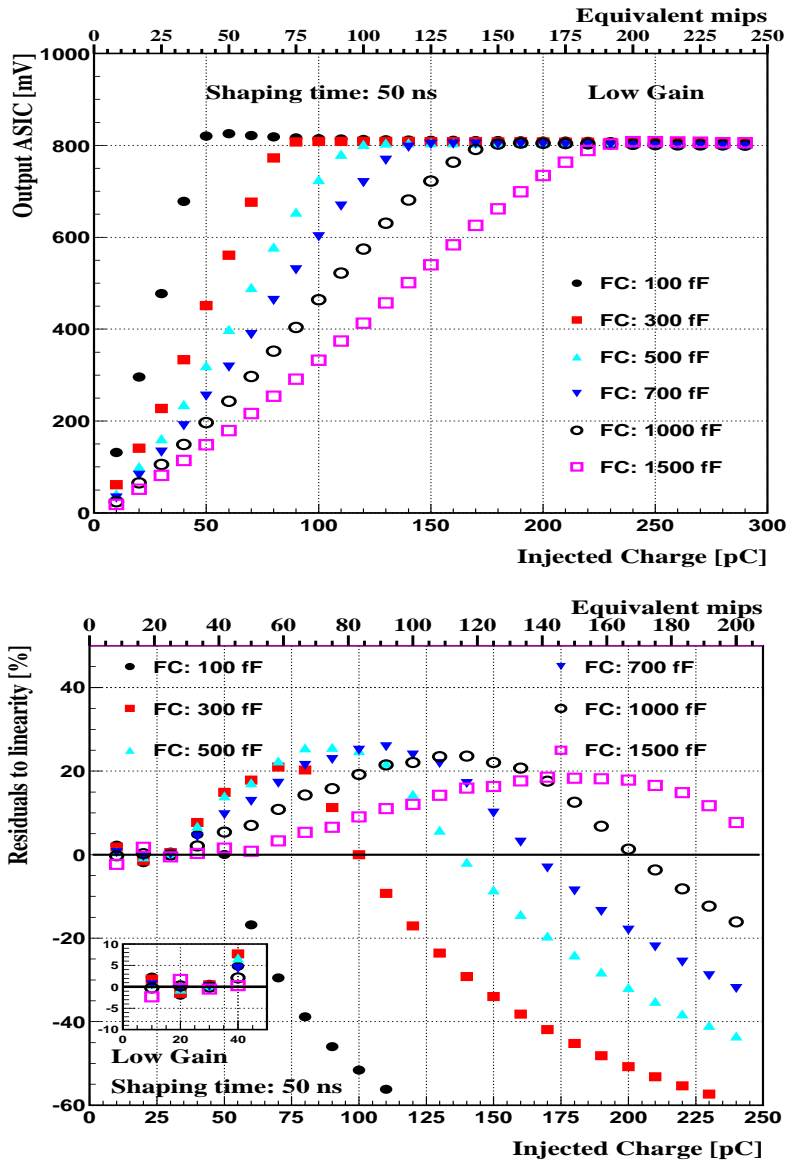 Equivalent mips
0 25 50 75 100 125 150 175 200 225 250
Output ASIC [mV]
1000
800
600
400
200
0
Shaping time: 50 ns
Low Gain
FC: 100 fF
FC: 300 fF
FC: 500 fF
FC: 700 fF
FC: 1000 fF
FC: 1500 fF
0 50 100 150 200 250 300
Injected Charge [pC]
Equivalent mips
0 20 40 60 80 100 120 140 160 180 200
Residuals to linearity [%]
40
20
0
-20
-40
-60
FC: 100 fF
FC: 300 fF
FC: 500 fF
FC: 700 fF
FC: 1000 fF
FC: 1500 fF
10
5
0
-5
-10
0 20 40
Low Gain
Shaping time: 50 ns
0 25 50 75 100 125 150 175 200 225 250
Injected Charge [pC]